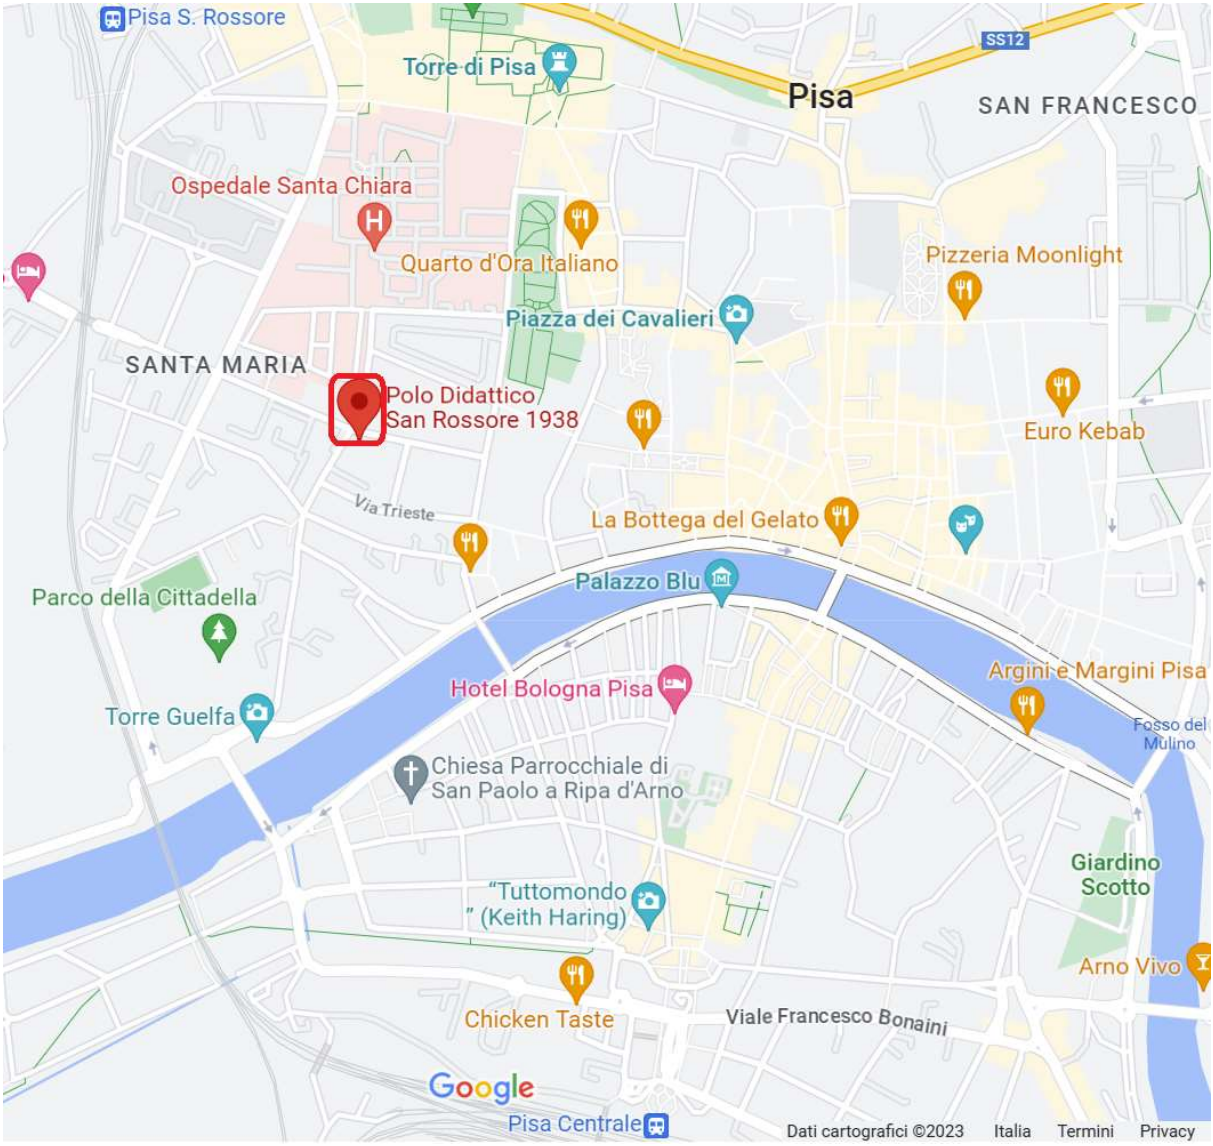 Pisa S. Rossore
SS12
Torre di Pisa
Pisa
SAN FRANCESCO
Ospedale Santa Chiara
H
Quarto d'Ora Italiano
Pizzeria Moonlight
Piazza dei Cavalieri
SANTA MARIA
Polo Didattico
San Rossore 1938
Euro Kebab
Via Trieste
La Bottega del Gelato
Palazzo Blu
M
Parco della Cittadella
Argini e Margini Pisa
Hotel Bologna Pisa
Torre Guelfa
Fosso del
Mulino
Chiesa Parrocchiale di
San Paolo a Ripa d'Arno
Giardino
Scotto
“Tuttomondo
” (Keith Haring)
Arno Vivo
Chicken Taste
Viale Francesco Bonaini
Google
Pisa Centrale
Dati cartografici ©2023 Italia Termini Privacy